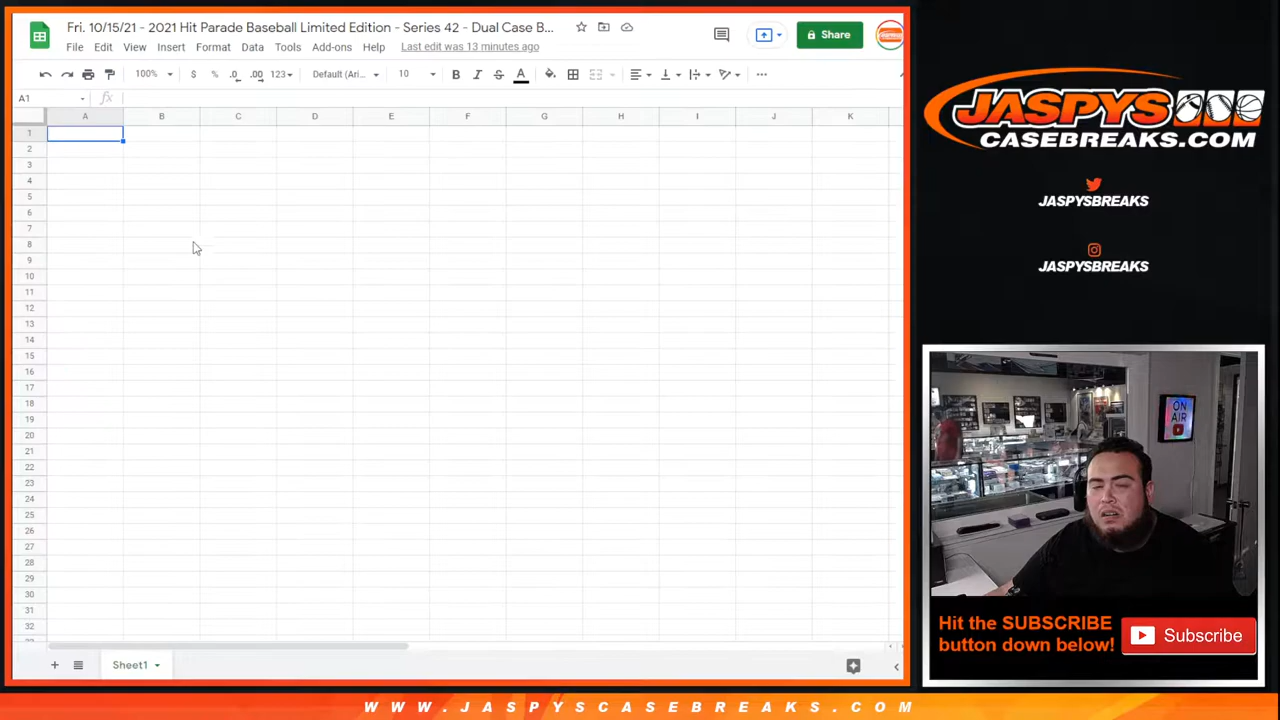 Fri. 10/15/21 - 2021 Hit Parade Baseball Limited Edition - Series 42 - Dual Case B...
File Edit View Insert Format Data Tools Add-ons Help Last edit was 13 minutes ago
Share
100% $ % .0 .00 123 Default (Ari... 10 B I S A
A1 fx
A B C D E F G H I J K
1
2
3
4
5
6
7
8
9
10
11
12
13
14
15
16
17
18
19
20
21
22
23
24
25
26
27
28
29
30
31
32
Sheet1
JASPYS
CASEBREAKS.COM
JASPYSBREAKS
JASPYSBREAKS
ON
AIR
Hit the SUBSCRIBE
button down below!
Subscribe
WWW.JASPYSCASEBREAKS.COM